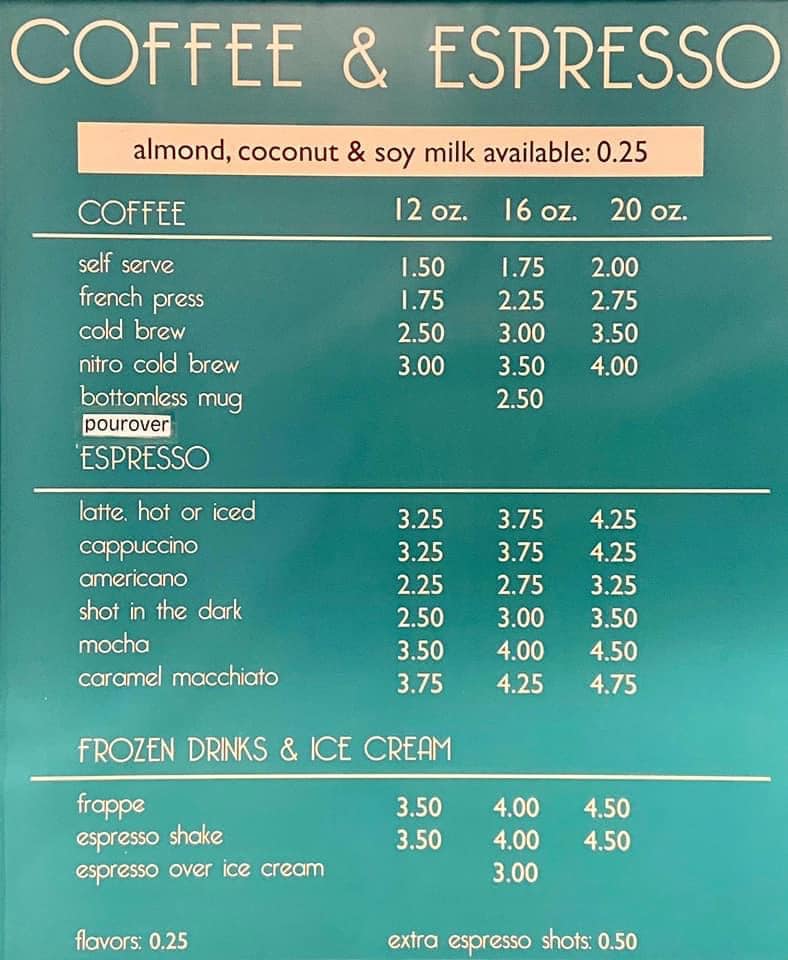 COFFEE & ESPRESSO
almond, coconut & soy milk available: 0.25
COFFEE 12 oz. 16 oz. 20 oz.
self serve 1.50 1.75 2.00
french press 1.75 2.25 2.75
cold brew 2.50 3.00 3.50
nitro cold brew 3.00 3.50 4.00
bottomless mug 2.50
pourover
ESPRESSO
latte, hot or iced 3.25 3.75 4.25
cappuccino 3.25 3.75 4.25
americano 2.25 2.75 3.25
shot in the dark 2.50 3.00 3.50
mocha 3.50 4.00 4.50
caramel macchiato 3.75 4.25 4.75
FROZEN DRINKS & ICE CREAM
frappe 3.50 4.00 4.50
espresso shake 3.50 4.00 4.50
espresso over ice cream 3.00
flavors: 0.25 extra espresso shots: 0.50